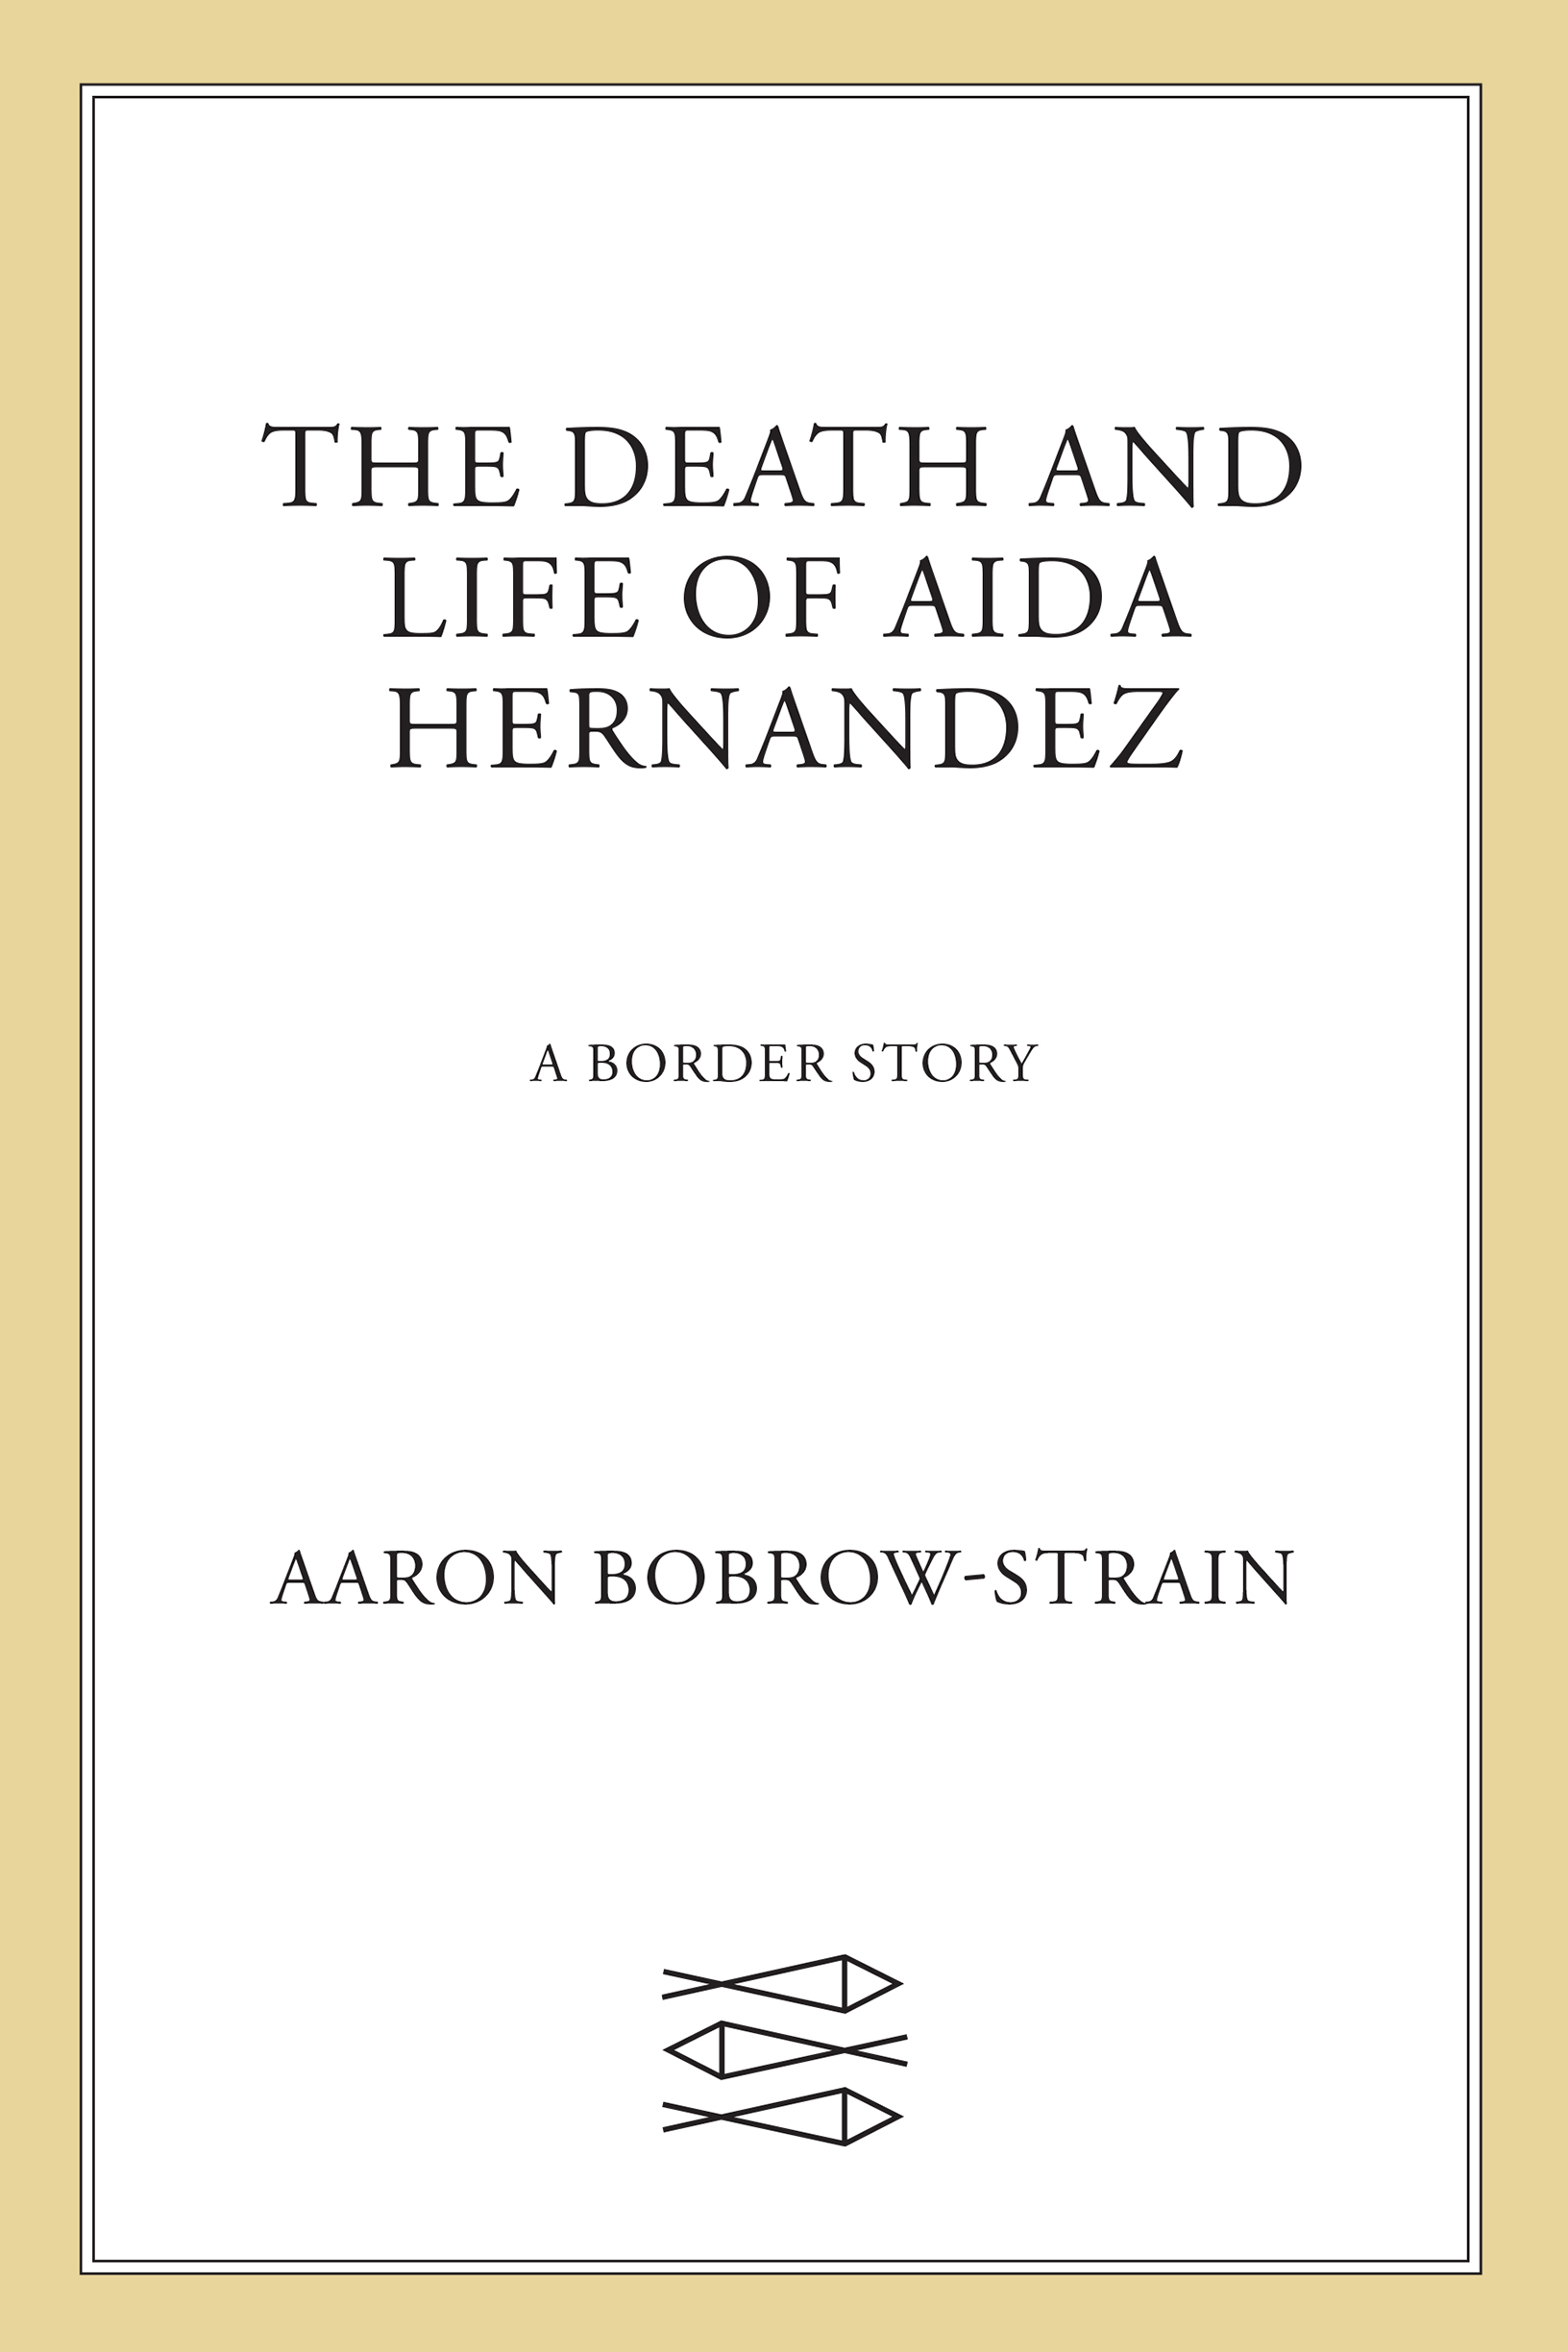 THE DEATH AND
LIFE OF AIDA
HERNANDEZ
A BORDER STORY
AARON BOBROW-STRAIN